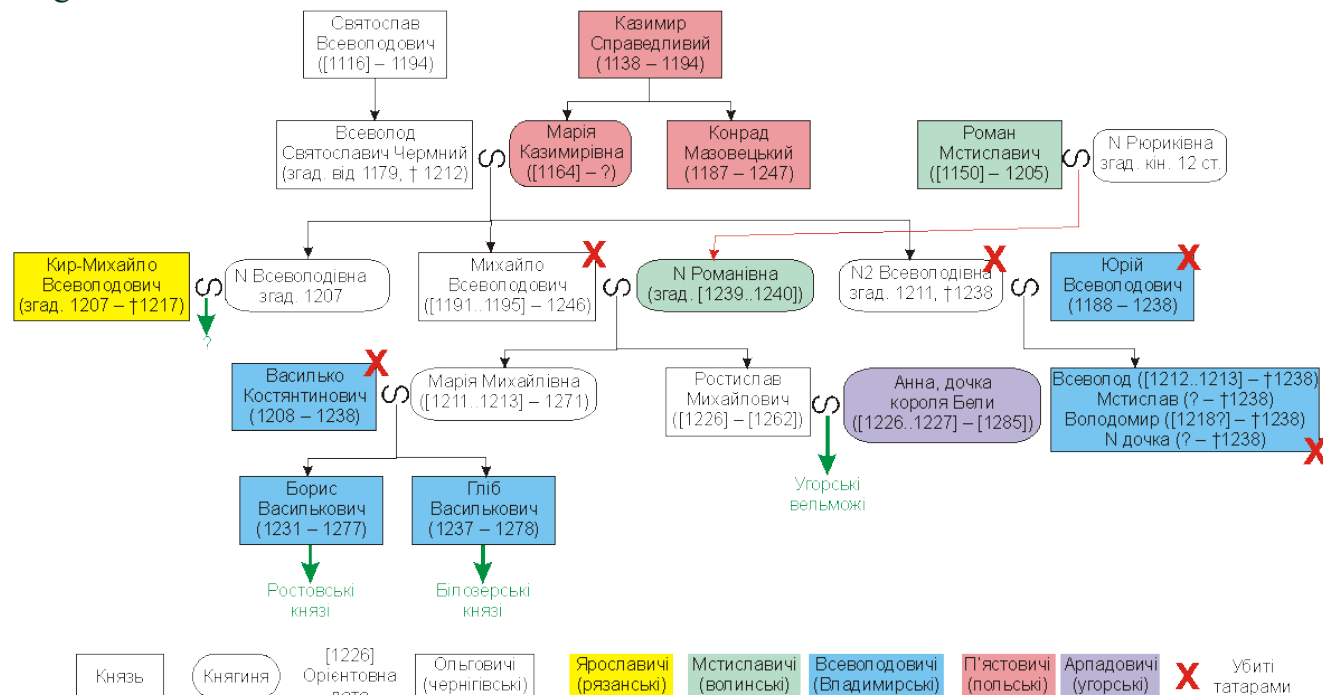 Святослав
Всеволодович
([1116] – 1194)
Казимир
Справедливий
(1138 – 1194)
Всеволод
Святославич Чермний
(згад. від 1179, † 1212)
Марія
Казимирівна
([1164] – ?)
Конрад
Мазовецький
(1187 – 1247)
Роман
Мстиславич
([1150] – 1205)
N Рюриківна
згад. кін. 12 ст.
Кир-Михайло
Всеволодович
(згад. 1207 – †1217)
N Всеволодівна
згад. 1207
Михайло
Всеволодович
([1191..1195] – 1246)
N Романівна
(згад. [1239..1240])
N2 Всеволодівна
згад. 1211, †1238
Юрій
Всеволодович
(1188 – 1238)
?
Василько
Костянтинович
(1208 – 1238)
Марія Михайлівна
([1211..1213] – 1271)
Ростислав
Михайлович
([1226] – [1262])
Анна, дочка
короля Бели
([1226..1227] – [1285])
Всеволод ([1212..1213] – †1238)
Мстислав (? – †1238)
Володомир ([1218?] – †1238)
N дочка (? – †1238)
Борис
Василькович
(1231 – 1277)
Гліб
Василькович
(1237 – 1278)
Угорські
вельможі
Ростовські
князі
Білозерські
князі
Князь
Княгиня
[1226]
Орієнтовна
Ольговичі
(чернігівські)
Ярославичі
(рязанські)
Мстиславичі
(волинські)
Всеволодовичі
(Владимирські)
П'ястовичі
(польські)
Арпадовичі
(угорські)
X
Убиті
татарами